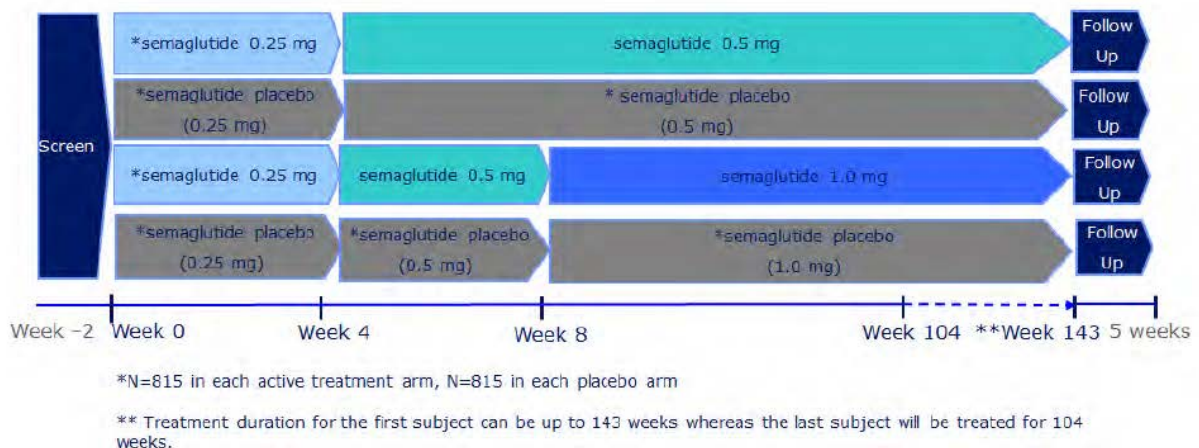 *semaglutide 0.25 mg
semaglutide 0.5 mg
Follow
Up
*semaglutide placebo
(0.25 mg)
* semaglutide placebo
(0.5 mg)
Follow
Up
Screen
*semaglutide 0.25 mg
semaglutide 0.5 mg
semaglutide 1.0 mg
Follow
Up
*semaglutide placebo
(0.25 mg)
*semaglutide placebo
(0.5 mg)
*semaglutide placebo
(1.0 mg)
Follow
Up
Week -2 Week 0 Week 4 Week 8 Week 104 **Week 143 5 weeks
*N=815 in each active treatment arm, N=815 in each placebo arm
** Treatment duration for the first subject can be up to 143 weeks whereas the last subject will be treated for 104
weeks.